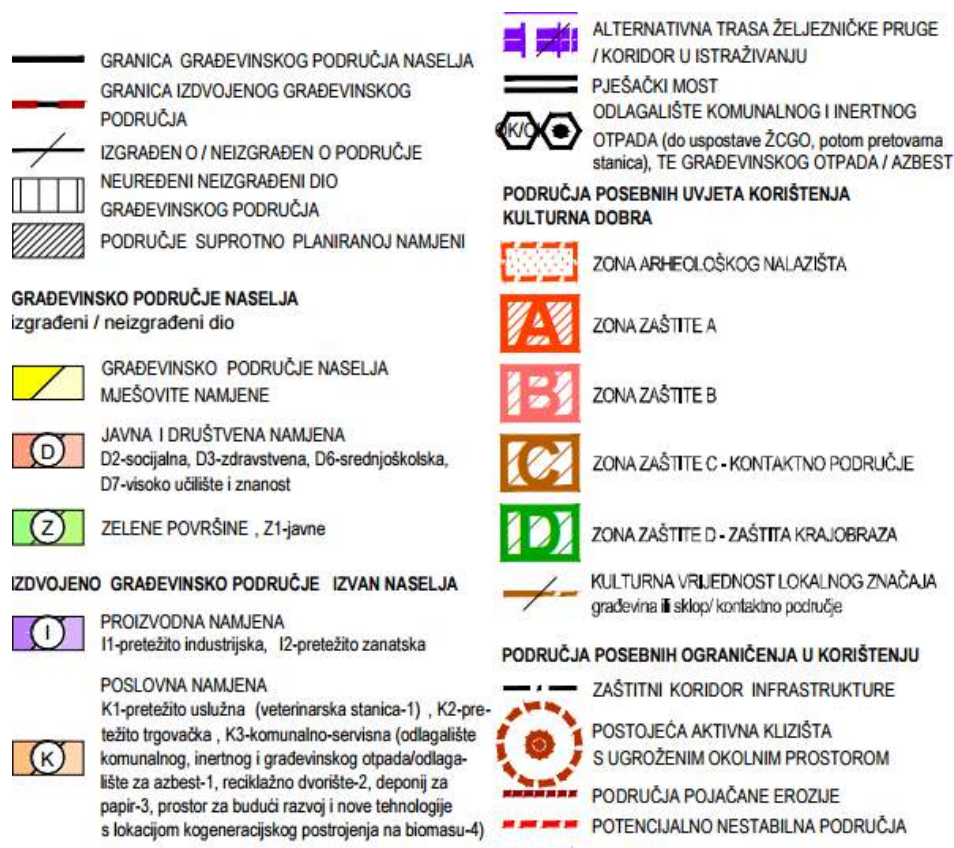 GRANICA GRAĐEVINSKOG PODRUČJA NASELJA
GRANICA IZDVOJENOG GRAĐEVINSKOG
PODRUČJA
IZGRAĐEN O / NEIZGRAĐEN O PODRUČJE
NEUREĐENI NEIZGRAĐENI DIO
GRAĐEVINSKOG PODRUČJA
PODRUČJE SUPROTNO PLANIRANOJ NAMJENI
GRAĐEVINSKO PODRUČJE NASELJA
izgrađeni / neizgrađeni dio
GRAĐEVINSKO PODRUČJE NASELJA
MJEŠOVITE NAMJENE
D
JAVNA I DRUŠTVENA NAMJENA
D2-socijalna, D3-zdravstvena, D6-srednjoškolska,
D7-visoko učilište i znanost
Z
ZELENE POVRŠINE , Z1-javne
IZDVOJENO GRAĐEVINSKO PODRUČJE IZVAN NASELJA
I
PROIZVODNA NAMJENA
I1-pretežito industrijska, I2-pretežito zanatska
K
POSLOVNA NAMJENA
K1-pretežito uslužna (veterinarska stanica-1) , K2-pre-
težito trgovačka , K3-komunalno-servisna (odlagalište
komunalnog, inertnog i građevinskog otpada/odlaga-
lište za azbest-1, reciklažno dvorište-2, deponij za
papir-3, prostor za budući razvoj i nove tehnologije
s lokacijom kogeneracijskog postrojenja na biomasu-4)
ALTERNATIVNA TRASA ŽELJEZNIČKE PRUGE
/ KORIDOR U ISTRAŽIVANJU
PJEŠAČKI MOST
ODLAGALIŠTE KOMUNALNOG I INERTNOG
OTPADA (do uspostave ŽCGO, potom pretovarna
stanica), TE GRAĐEVINSKOG OTPADA / AZBEST
PODRUČJA POSEBNIH UVJETA KORIŠTENJA
KULTURNA DOBRA
ZONA ARHEOLOŠKOG NALAZIŠTA
A
ZONA ZAŠTITE A
B
ZONA ZAŠTITE B
C
ZONA ZAŠTITE C - KONTAKTNO PODRUČJE
D
ZONA ZAŠTITE D - ZAŠTITA KRAJOBRAZA
KULTURNA VRIJEDNOST LOKALNOG ZNAČAJA
građevina ili sklop/ kontaktno područje
PODRUČJA POSEBNIH OGRANIČENJA U KORIŠTENJU
ZAŠTITNI KORIDOR INFRASTRUKTURE
POSTOJEĆA AKTIVNA KLIZIŠTA
S UGROŽENIM OKOLNIM PROSTOROM
PODRUČJA POJAČANE EROZIJE
POTENCIJALNO NESTABILNA PODRUČJA